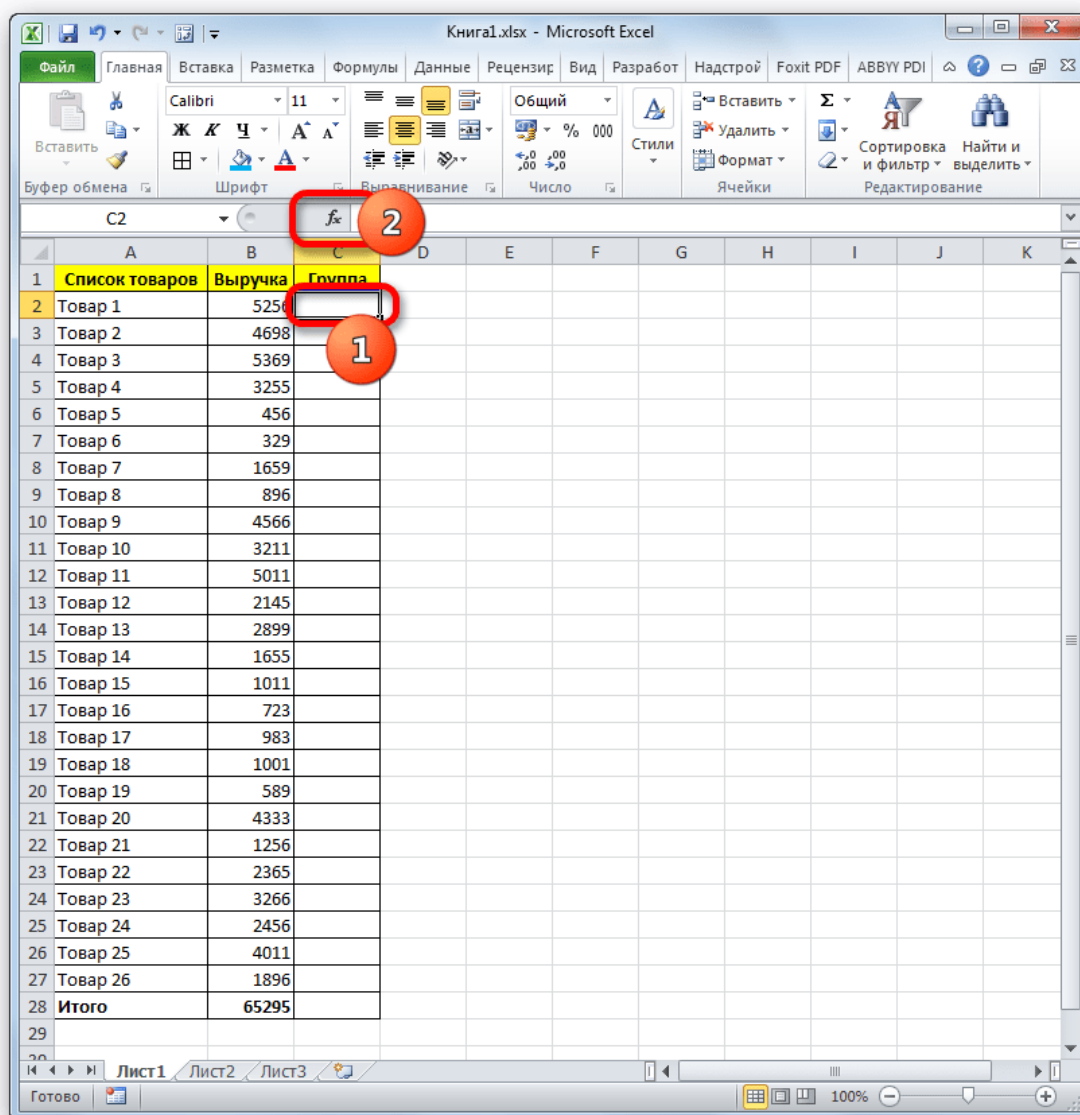 Книга1.xlsx - Microsoft Excel
Файл Главная Вставка Разметка Формулы Данные Рецензир Вид Разработ Надстрой Foxit PDF ABBYY PDI
Calibri 11 Общий Вставить Σ
Ж К Ч А А % 000 Удалить
Вставить Стили Формат Сортировка и фильтр Найти и выделить
Буфер обмена Шрифт Выравнивание Число Ячейки Редактирование
C2 fx 2
A B C D E F G H I J K
1 Список товаров Выручка Группа
2 Товар 1 5256
3 Товар 2 4698
1
4 Товар 3 5369
5 Товар 4 3255
6 Товар 5 456
7 Товар 6 329
8 Товар 7 1659
9 Товар 8 896
10 Товар 9 4566
11 Товар 10 3211
12 Товар 11 5011
13 Товар 12 2145
14 Товар 13 2899
15 Товар 14 1655
16 Товар 15 1011
17 Товар 16 723
18 Товар 17 983
19 Товар 18 1001
20 Товар 19 589
21 Товар 20 4333
22 Товар 21 1256
23 Товар 22 2365
24 Товар 23 3266
25 Товар 24 2456
26 Товар 25 4011
27 Товар 26 1896
28 Итого 65295
29
Лист1 Лист2 Лист3
Готово 100%